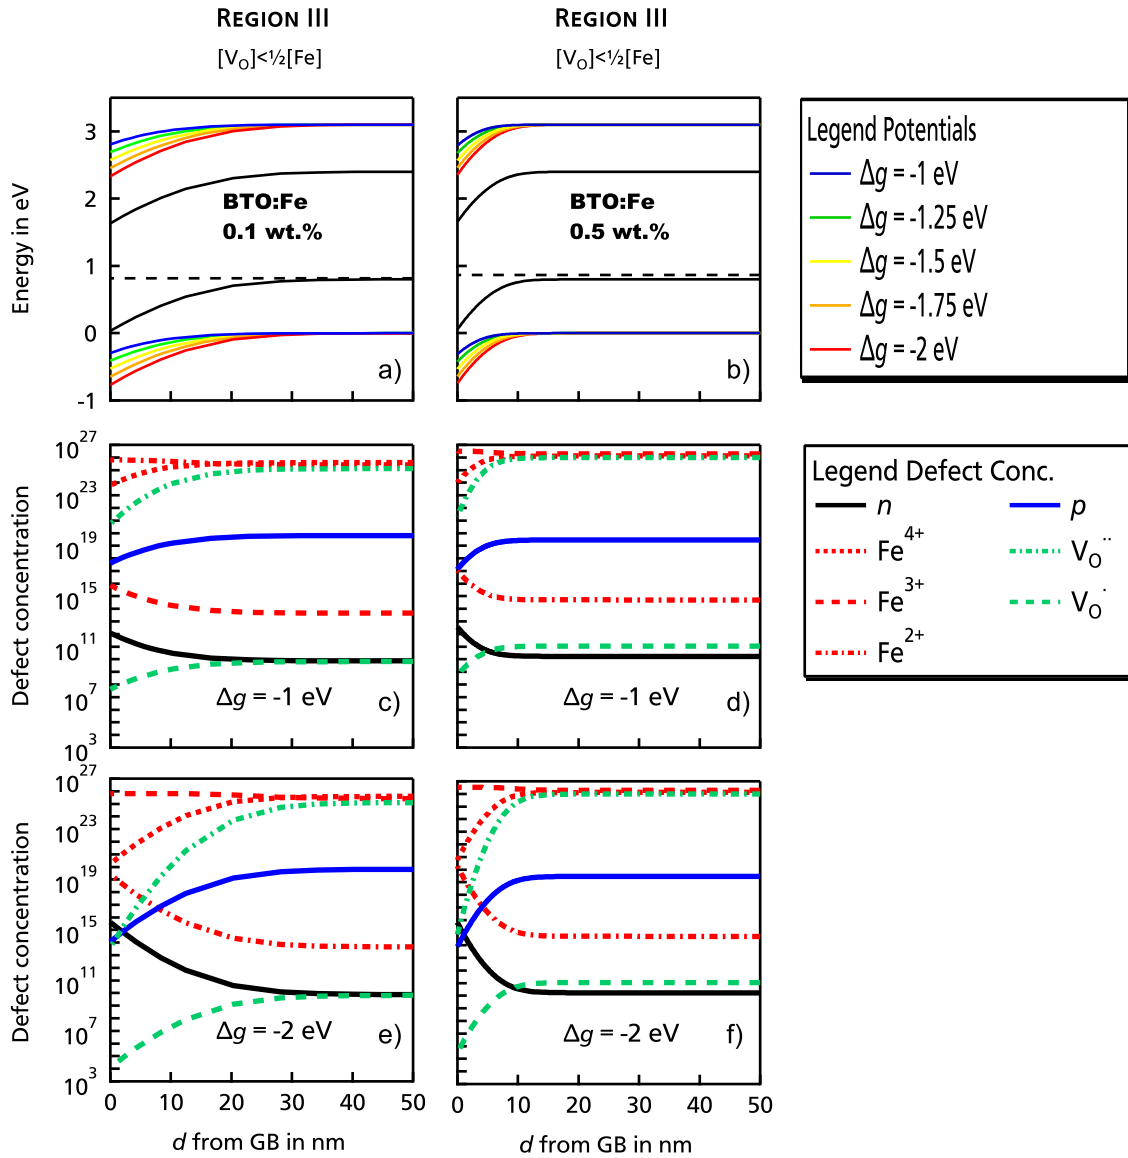 REGION III
REGION III
[VO]<½[Fe]
[VO]<½[Fe]
Energy in eV
3
2
1
0
-1
BTO:Fe
0.1 wt.%
a)
BTO:Fe
0.5 wt.%
b)
Legend Potentials
Δg = -1 eV
Δg = -1.25 eV
Δg = -1.5 eV
Δg = -1.75 eV
Δg = -2 eV
Defect concentration
10^27
10^23
10^19
10^15
10^11
10^7
10^3
Δg = -1 eV
c)
Δg = -1 eV
d)
Legend Defect Conc.
n
p
Fe^4+
VO^··
Fe^3+
VO^·
Fe^2+
Defect concentration
10^27
10^23
10^19
10^15
10^11
10^7
10^3
Δg = -2 eV
e)
Δg = -2 eV
f)
0 10 20 30 40 50
0 10 20 30 40 50
d from GB in nm
d from GB in nm